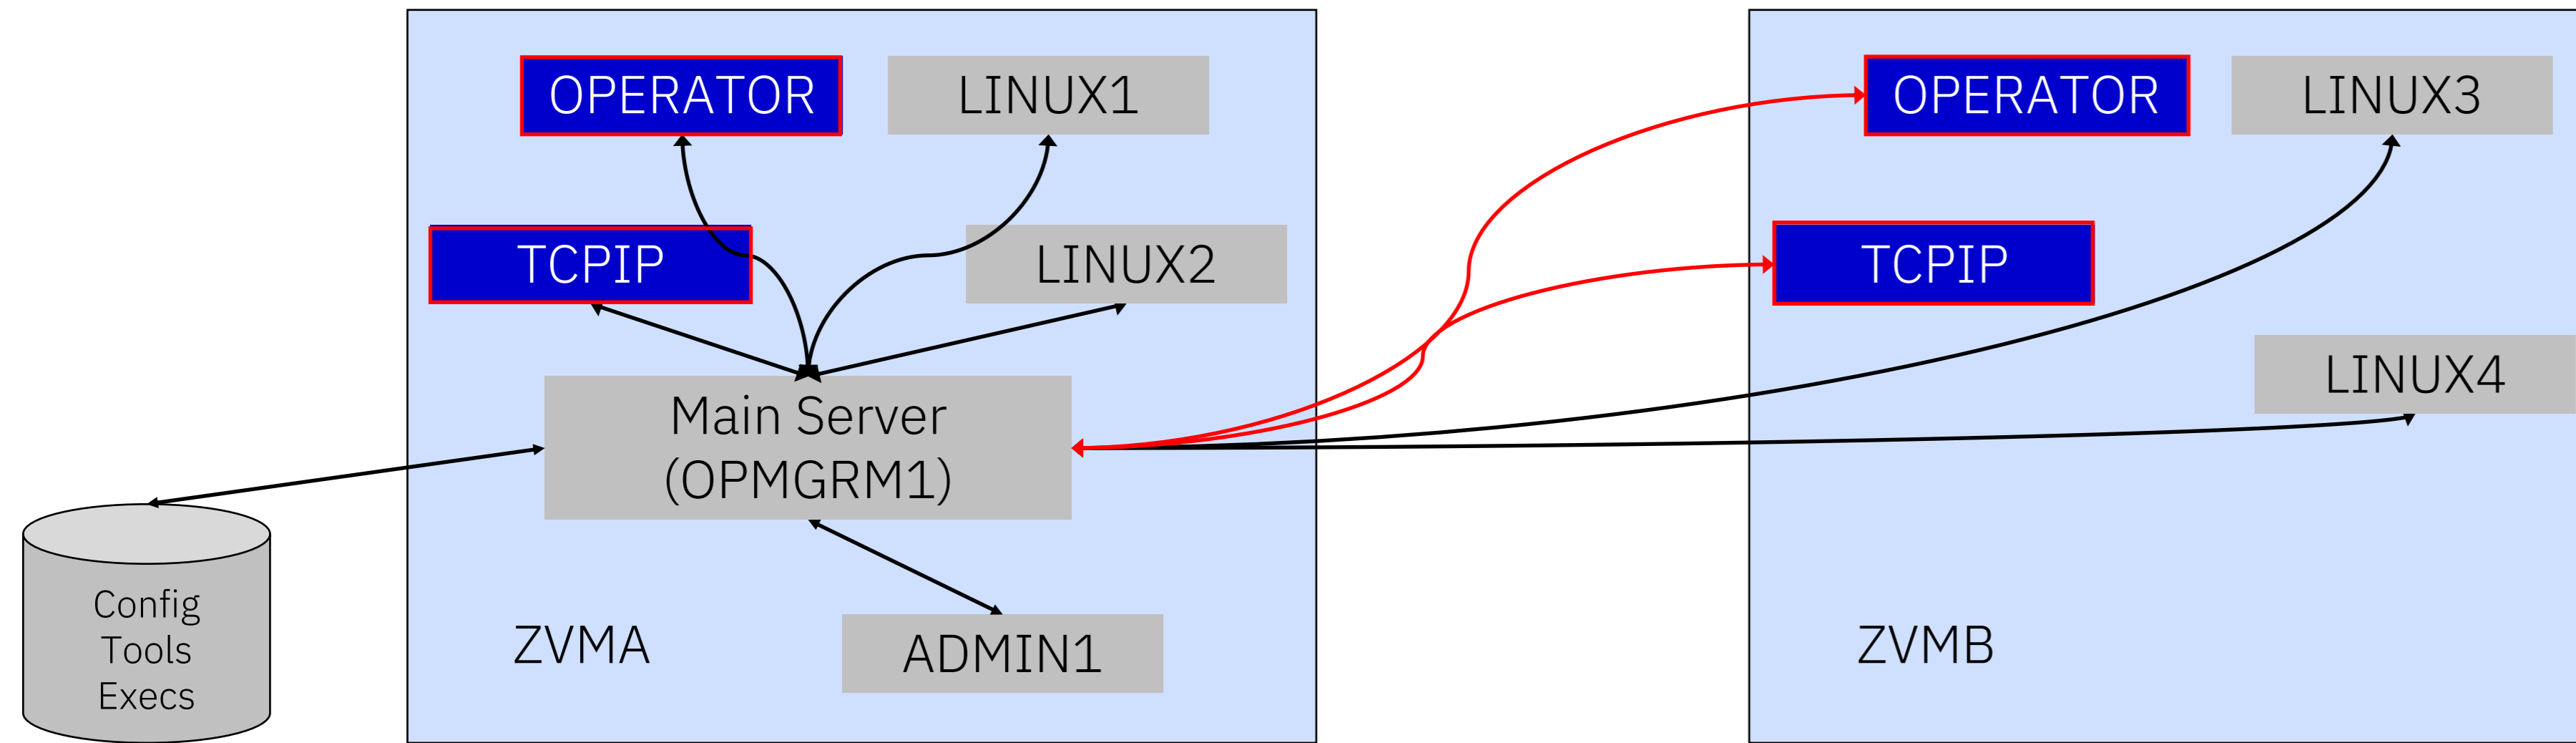 OPERATOR
LINUX1
TCPIP
LINUX2
Main Server
(OPMGRM1)
Config
Tools
Execs
ZVMA
ADMIN1
OPERATOR
LINUX3
TCPIP
LINUX4
ZVMB